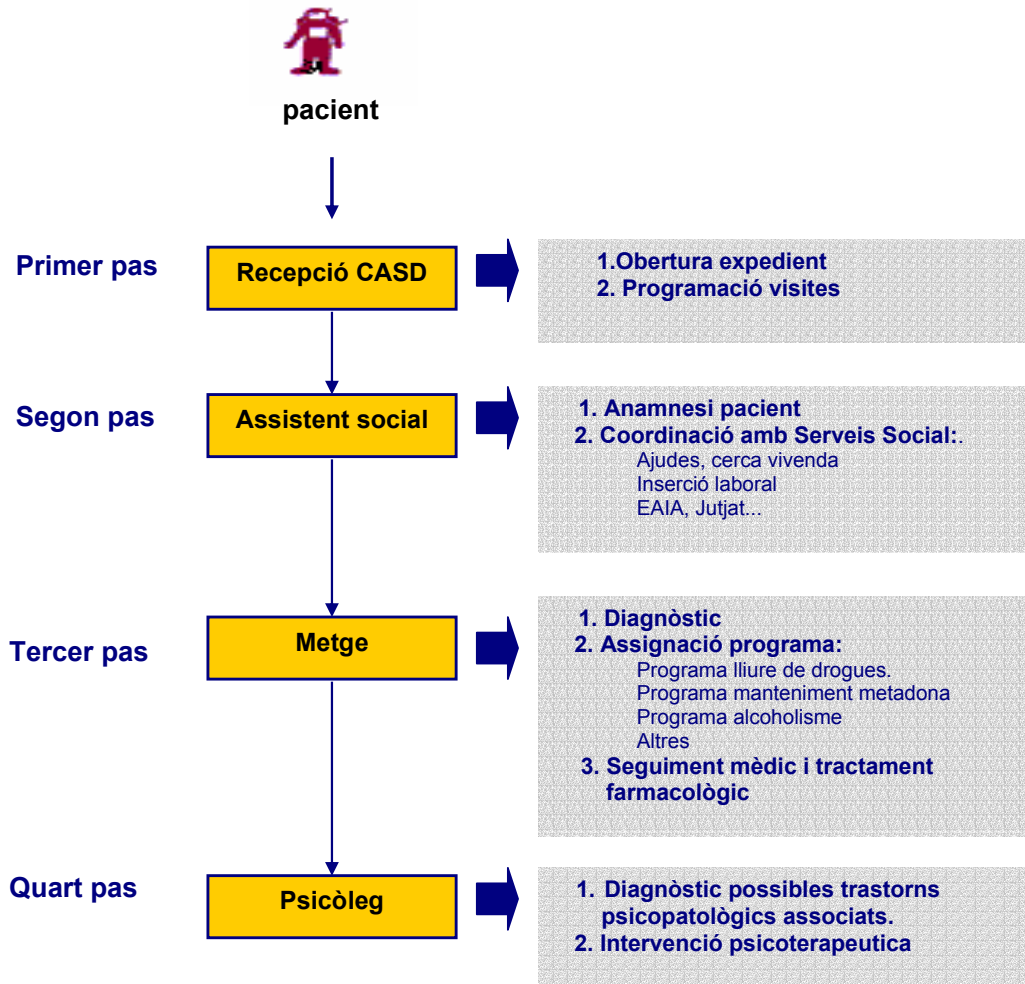 pacient
Primer pas
Recepció CASD
1.Obertura expedient
2. Programació visites
Segon pas
Assistent social
1. Anamnesi pacient
2. Coordinació amb Serveis Social:.
Ajudes, cerca vivenda
Inserció laboral
EAIA, Jutjat...
Tercer pas
Metge
1. Diagnòstic
2. Assignació programa:
Programa lliure de drogues.
Programa manteniment metadona
Programa alcoholisme
Altres
3. Seguiment mèdic i tractament
farmacològic
Quart pas
Psicòleg
1. Diagnòstic possibles trastorns
psicopatològics associats.
2. Intervenció psicoterapeutica